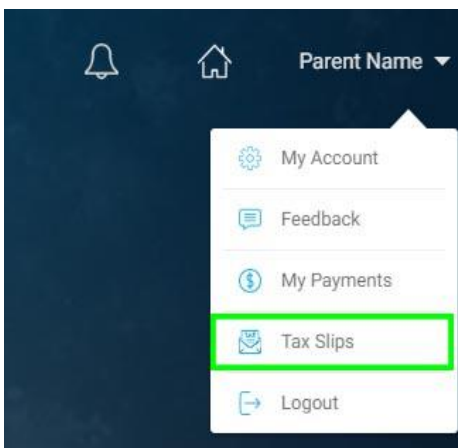 Parent Name
My Account
Feedback
My Payments
Tax Slips
Logout